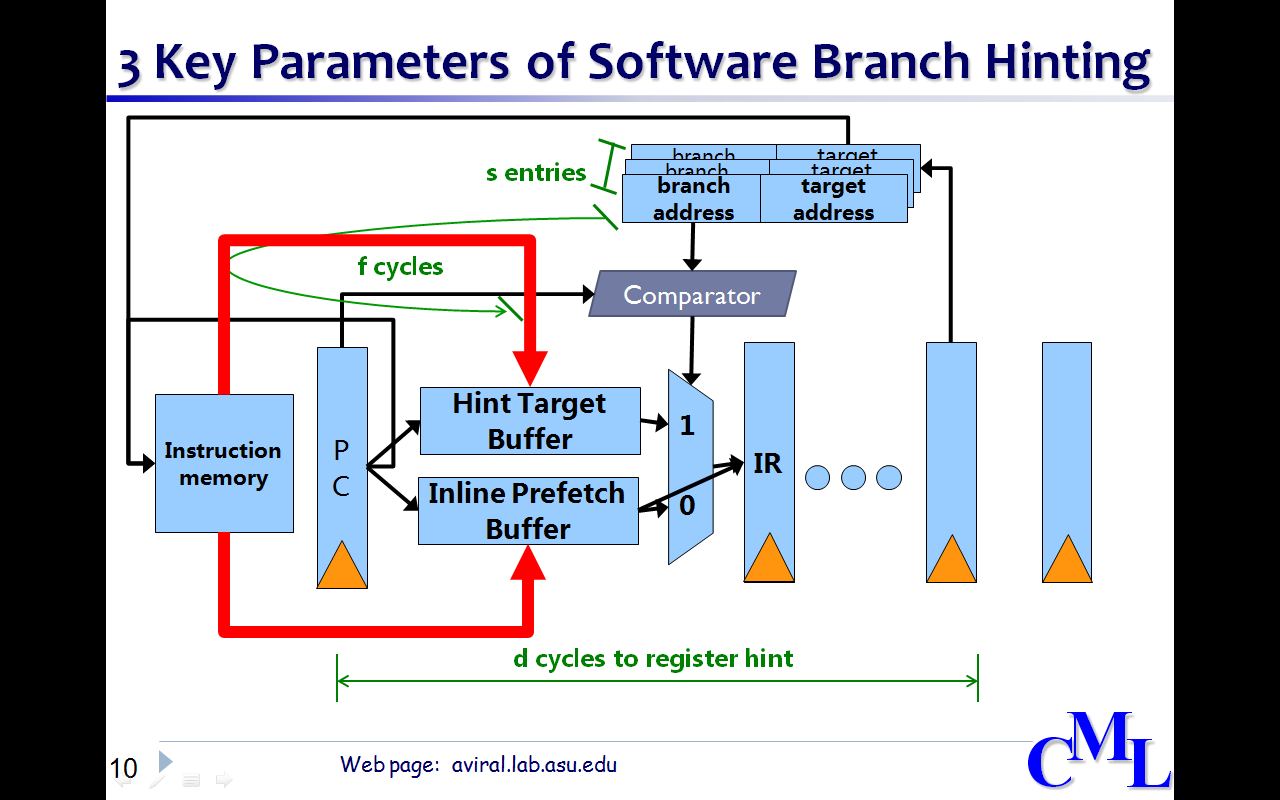 3 Key Parameters of Software Branch Hinting
branch
target
branch
target
s entries
branch
address
target
address
f cycles
Comparator
Hint Target
Buffer
1
Instruction
memory
P
C
IR
Inline Prefetch
Buffer
0
d cycles to register hint
CML
10
Web page: aviral.lab.asu.edu